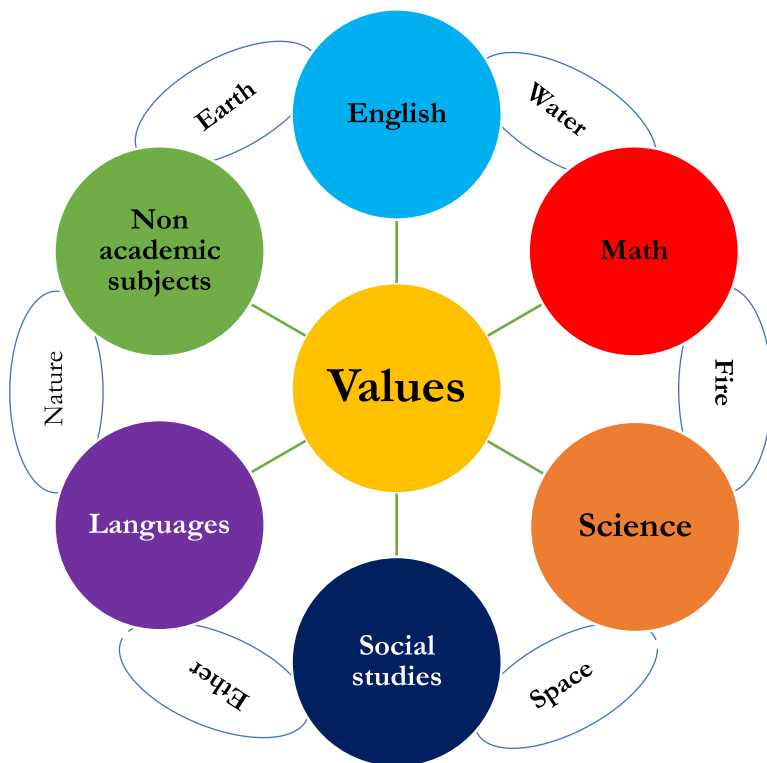 Earth
English
Water
Non
academic
subjects
Math
Values
Nature
Fire
Languages
Science
Social
studies
Ether
Space